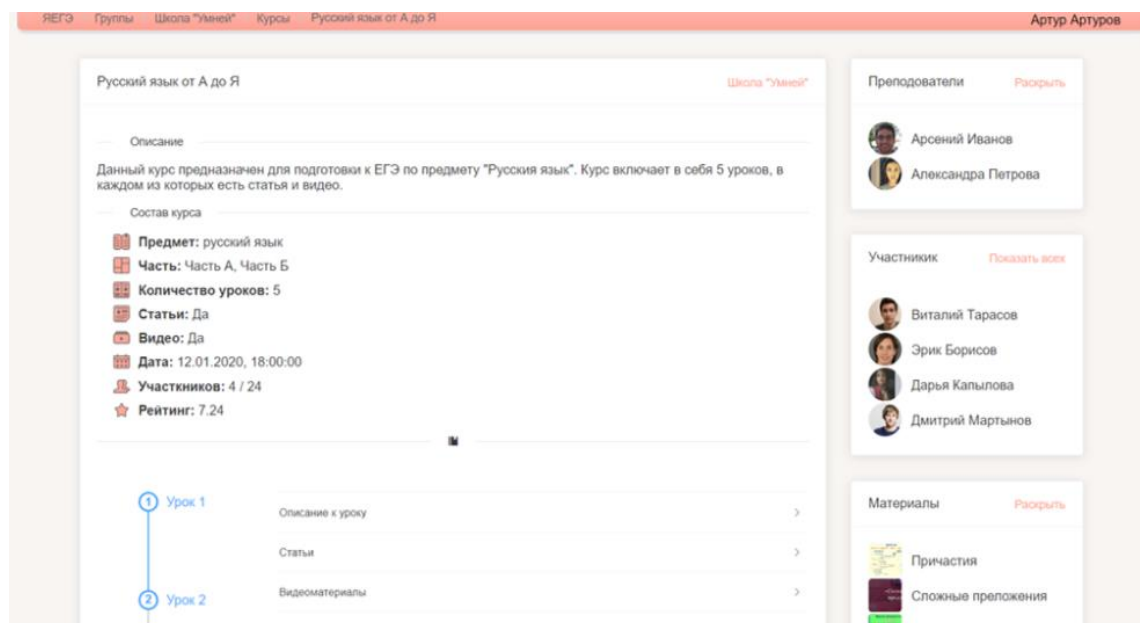 ЯЕГЭ Группы Школа "Умней" Курсы Русский язык от А до Я
Артур Артуров
Русский язык от А до Я
Школа "Умней"
Описание
Данный курс предназначен для подготовки к ЕГЭ по предмету "Русския язык". Курс включает в себя 5 уроков, в
каждом из которых есть статья и видео.
Состав курса
Предмет: русский язык
Часть: Часть А, Часть Б
Количество уроков: 5
Статьи: Да
Видео: Да
Дата: 12.01.2020, 18:00:00
Участкников: 4 / 24
Рейтинг: 7.24
1 Урок 1
Описание к уроку
Статьи
Видеоматериалы
2 Урок 2
Преподователи
Раскрыть
Арсений Иванов
Александра Петрова
Участникик
Показать всех
Виталий Тарасов
Эрик Борисов
Дарья Капылова
Дмитрий Мартынов
Материалы
Раскрыть
Причастия
Сложные преложения